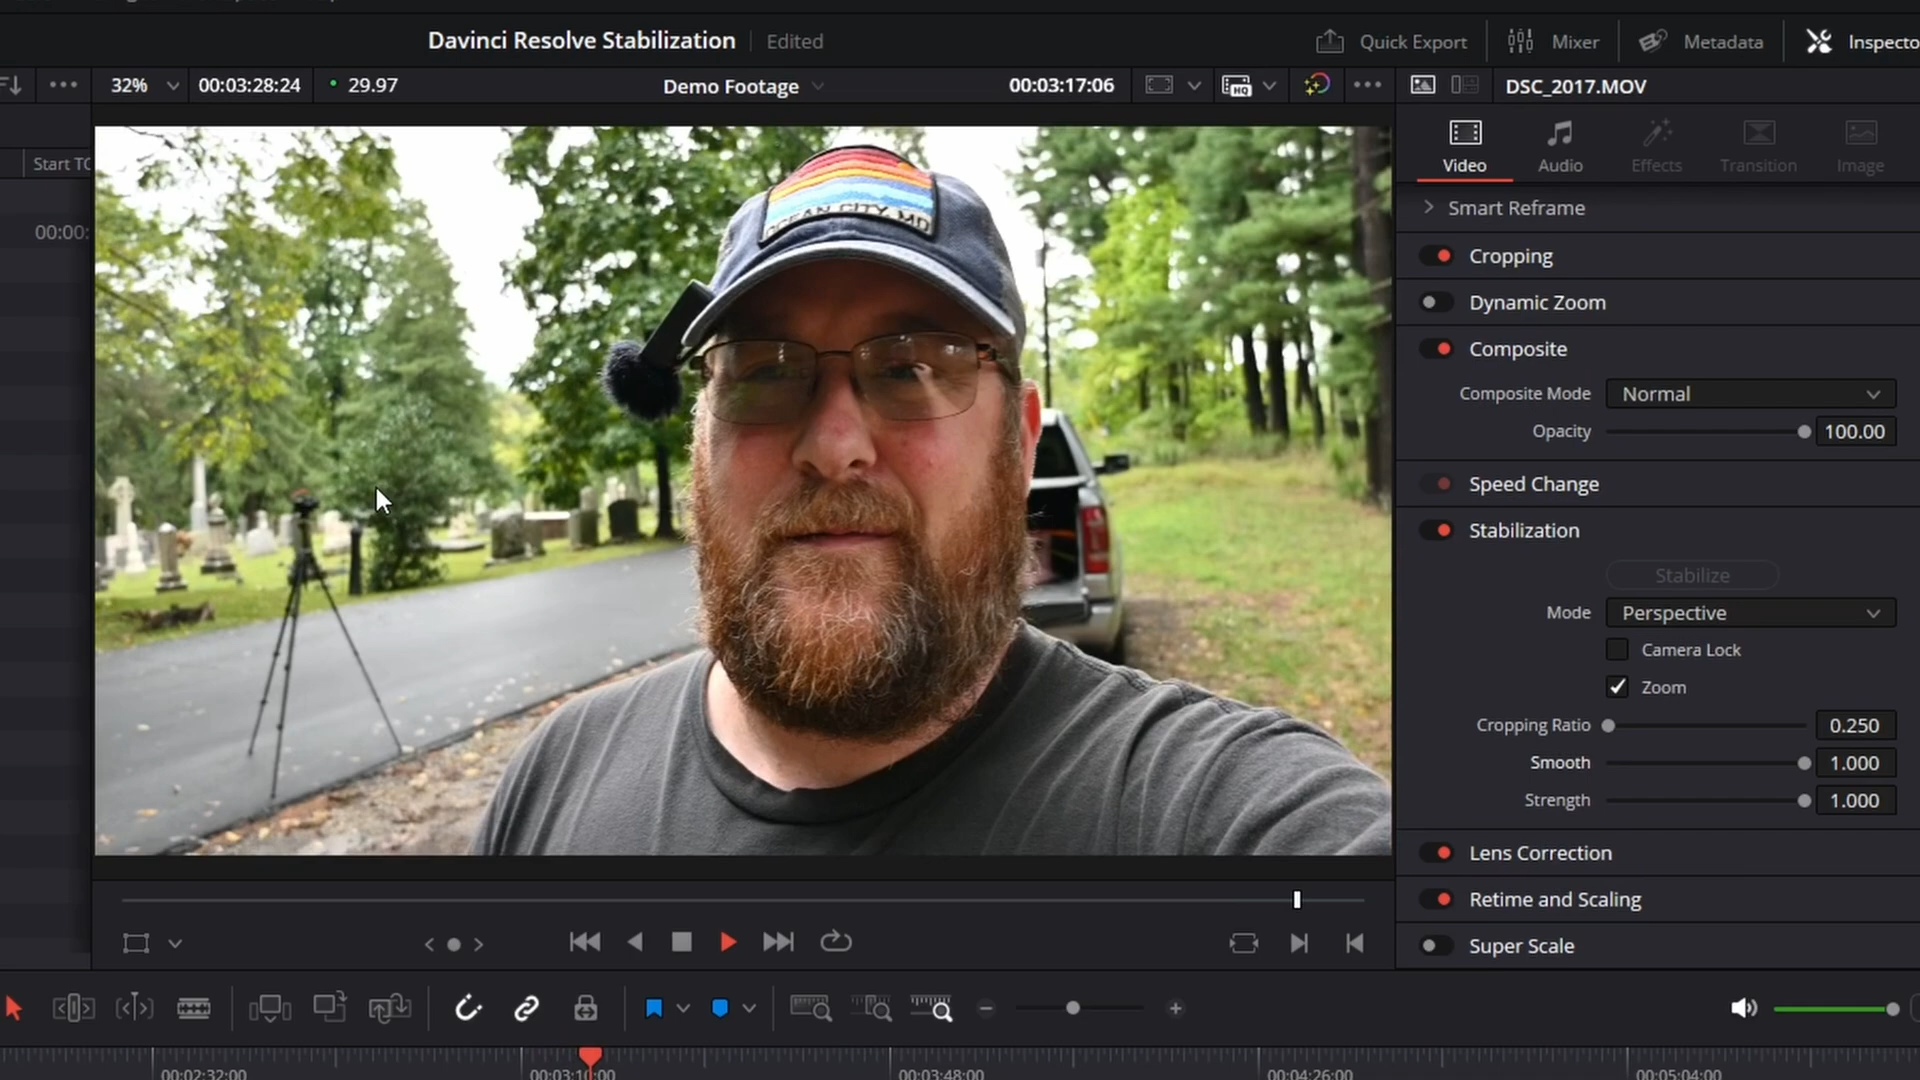 Davinci Resolve Stabilization
Edited
Quick Export
Mixer
Metadata
Inspecto
32%
00:03:28:24
29.97
Demo Footage
00:03:17:06
DSC_2017.MOV
Start TC
00:00:
OCEAN CITY, MD
Video
Audio
Effects
Transition
Image
Smart Reframe
Cropping
Dynamic Zoom
Composite
Composite Mode Normal
Opacity 100.00
Speed Change
Stabilization
Stabilize
Mode Perspective
Camera Lock
Zoom
Cropping Ratio 0.250
Smooth 1.000
Strength 1.000
Lens Correction
Retime and Scaling
Super Scale
00:02:32:00
00:03:10:00
00:03:48:00
00:04:26:00
00:05:04:00